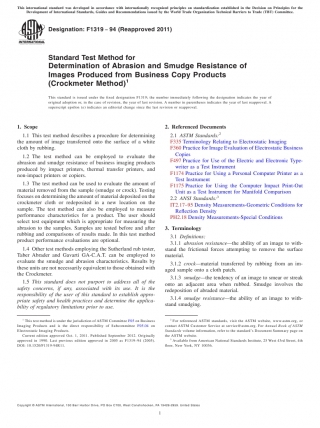 This international standard was developed in accordance with internationally recognized principles on standardization established in the Decision on Principles for the
Development of International Standards, Guides and Recommendations issued by the World Trade Organization Technical Barriers to Trade (TBT) Committee.
Designation: F1319 − 94 (Reapproved 2011)
INTERNATIONAL
Standard Test Method for
Determination of Abrasion and Smudge Resistance of
Images Produced from Business Copy Products
(Crockmeter Method)1
This standard is issued under the fixed designation F1319; the number immediately following the designation indicates the year of
original adoption or, in the case of revision, the year of last revision. A number in parentheses indicates the year of last reapproval. A
superscript epsilon (´) indicates an editorial change since the last revision or reapproval.
1. Scope
1.1 This test method describes a procedure for determining
the amount of image transferred onto the surface of a white
cloth by rubbing.
1.2 The test method can be employed to evaluate the
abrasion and smudge resistance of business imaging products
produced by impact printers, thermal transfer printers, and
non-impact printers or copiers.
1.3 The test method can be used to evaluate the amount of
material removed from the sample (smudge or crock). Testing
focuses on determining the amount of material deposited on the
crockmeter cloth or redeposited in a new location on the
sample. The test method can also be employed to measure
performance characteristics for a product. The user should
select test equipment which is appropriate for measuring the
abrasion to the samples. Samples are tested before and after
rubbing and comparisons of results made. In this test method
product performance evaluations are optional.
1.4 Other test methods employing the Sutherland rub tester,
Taber Abrader and Gavarti GA-C.A.T. can be employed to
evaluate the smudge and abrasion characteristics. Results by
these units are not necessarily equivalent to those obtained with
the Crockmeter.
1.5 This standard does not purport to address all of the
safety concerns, if any, associated with its use. It is the
responsibility of the user of this standard to establish appro-
priate safety and health practices and determine the applica-
bility of regulatory limitations prior to use.
1 This test method is under the jurisdiction of ASTM Committee F05 on Business
Imaging Products and is the direct responsibility of Subcommittee
Electrostatic Imaging Products.
Current edition approved Oct. 1, 2011. Published September 2012. Originally
approved in 1990. Last previous edition approved in 2005 as F1319-94 (2005).
DOI: 10.1520/F1319-94R11.
2. Referenced Documents
2.1 ASTM Standards:2
F335 Terminology Relating to Electrostatic Imaging
F360 Practice for Image Evaluation of Electrostatic Business
Copies
F497 Practice for Use of the Electric and Electronic Type-
writer as a Test Instrument
F1174 Practice for Using a Personal Computer Printer as a
Test Instrument
F1175 Practice for Using the Computer Impact Print-Out
Unit as a Test Instrument for Manifold Comparison
2.2 ANSI Standards:3
IT2.17–95 Density Measurements-Geometric Conditions for
Reflection Density
PH2.18 Density Measurements-Special Conditions
3. Terminology
3.1 Definitions:
3.1.1 abrasion resistance—the ability of an image to with-
stand the frictional forces attempting to remove the surface
material.
3.1.2 crock—material transferred by rubbing from an im-
aged sample onto a cloth patch.
3.1.3 smudge—the tendency of an image to smear or streak
onto an adjacent area when rubbed. Smudge involves the
redeposition of abraded material.
3.1.4 smudge resistance—the ability of an image to with-
stand smudging.
2 For referenced ASTM standards, visit the ASTM website, www.astm.org, or
contact ASTM Customer Service at service@astm.org. For Annual Book of ASTM
Standards volume information, refer to the standard's Document Summary page on
the ASTM website.
3 Available from American National Standards Institute, 25 West 43rd Street, 4th
floor, New York, NY 10036.
Copyright © ASTM International, 100 Barr Harbor Drive, PO Box C700, West Conshohocken, PA 19428-2959. United States
1